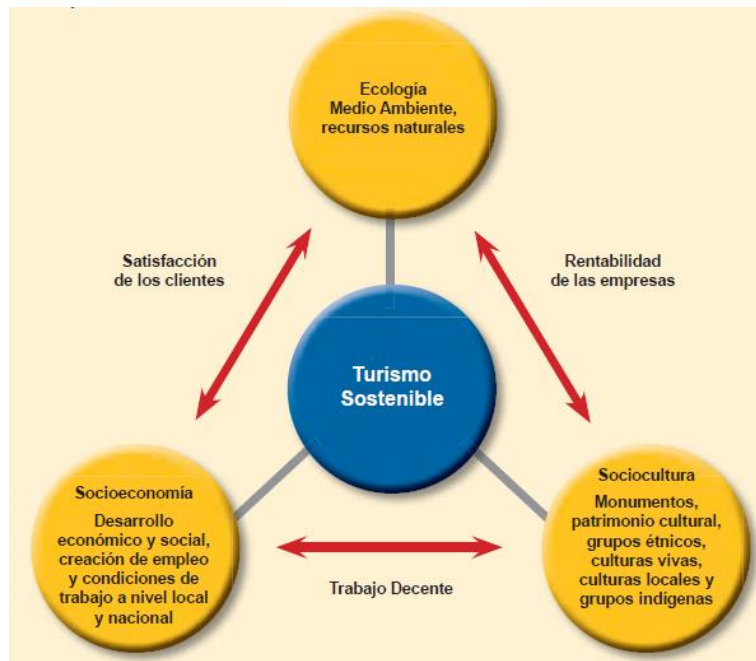 Ecología
Medio Ambiente,
recursos naturales
Satisfacción
de los clientes
Rentabilidad
de las empresas
Turismo
Sostenible
Socioeconomía
Desarrollo
económico y social,
creación de empleo
y condiciones de
trabajo a nivel local
y nacional
Trabajo Decente
Sociocultura
Monumentos,
patrimonio cultural,
grupos étnicos,
culturas vivas,
culturas locales y
grupos indígenas